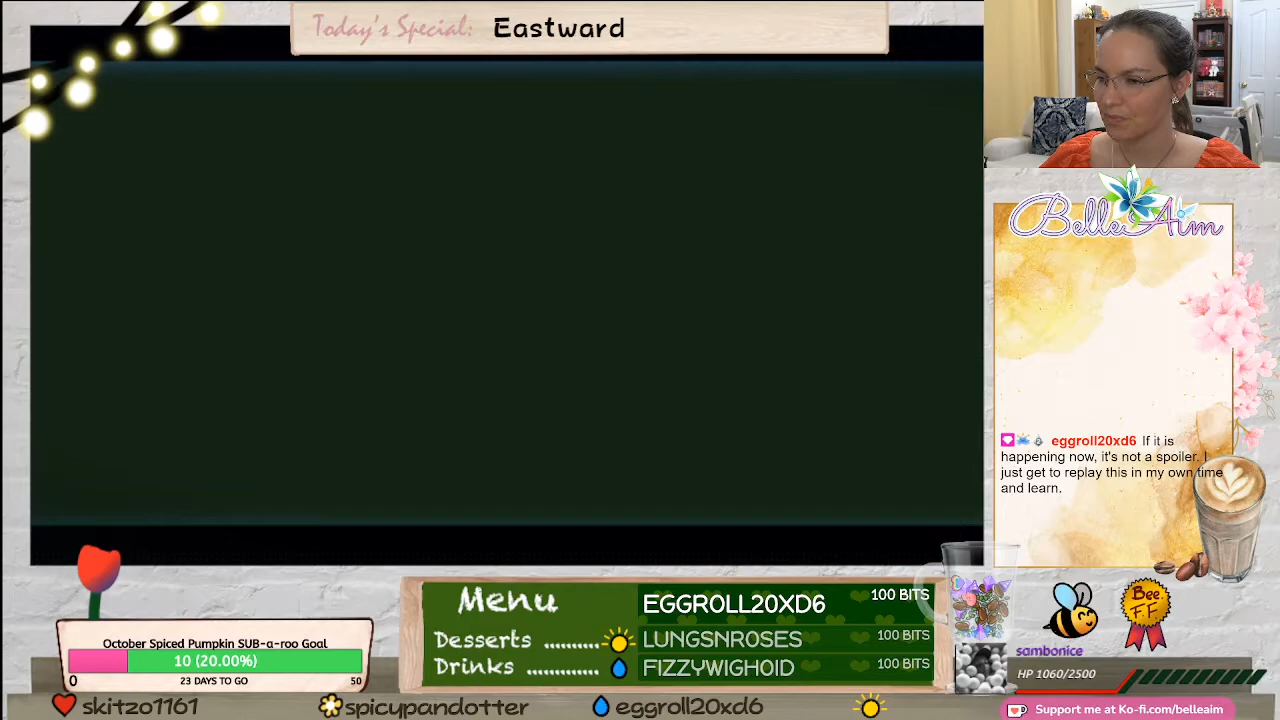 Today's Special: Eastward
BelleAim
eggroll20xd6 If it is
happening now, it's not a spoiler. I
just get to replay this in my own time
and learn.
Menu
Desserts ..........
Drinks ..............
EGGROLL20XD6 100 BITS
LUNGSNR0SES 100 BITS
FIZZYWIGHOID 100 BITS
October Spiced Pumpkin SUB-a-roo Goal
10 (20.00%)
0 23 DAYS TO GO 50
Bee
F.F
sambonice
HP 1060/2500
skitzo1161 spicypandotter eggroll20xd6
Support me at Ko-fi.com/belleaim